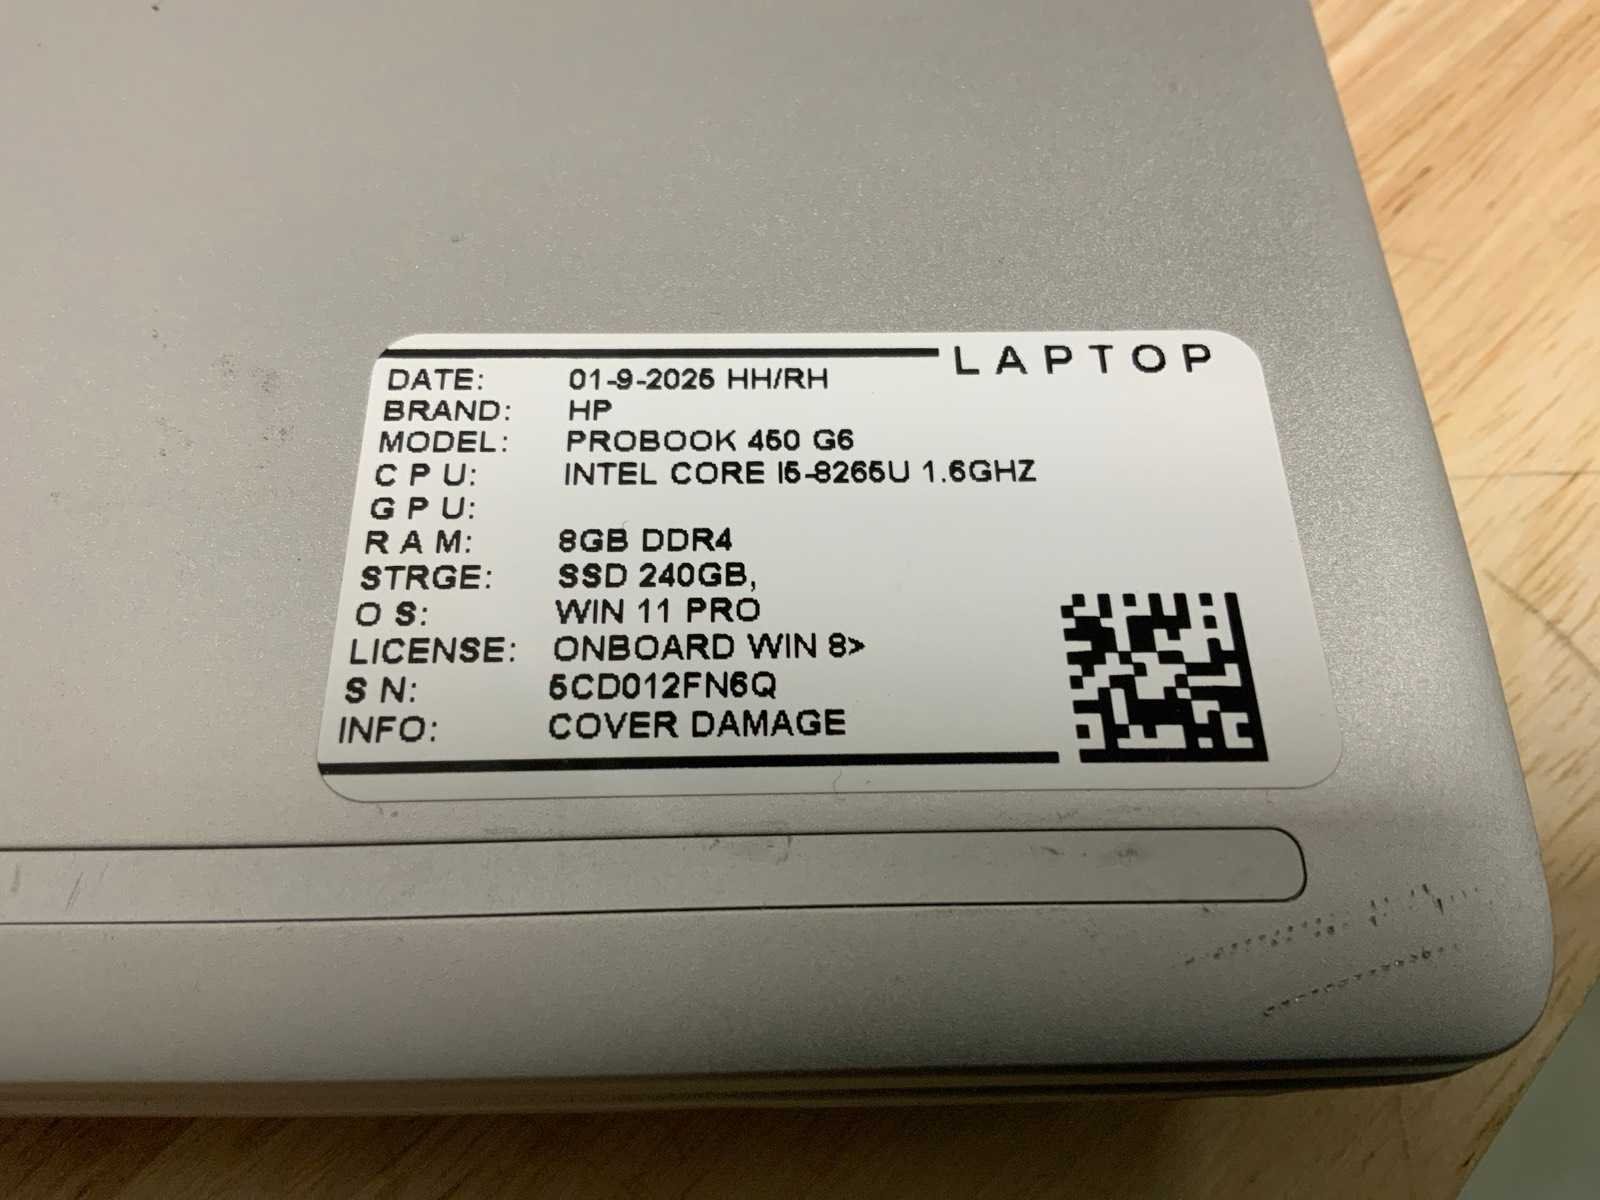 LAPTOP
DATE: 01-9-2025 HH/RH
BRAND: HP
MODEL: PROBOOK 450 G6
C P U: INTEL CORE I5-8265U 1.6GHZ
G P U:
R A M: 8GB DDR4
STRGE: SSD 240GB,
O S: WIN 11 PRO
LICENSE: ONBOARD WIN 8>
S N: 5CD012FN6Q
INFO: COVER DAMAGE